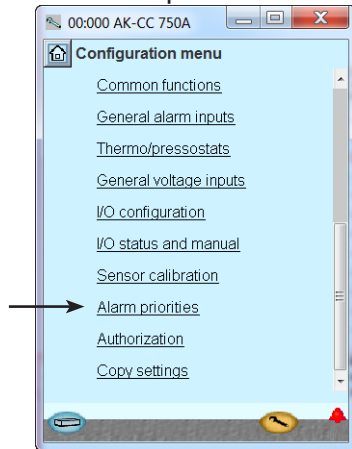 00:000 AK-CC 750A
Configuration menu
Common functions
General alarm inputs
Thermo/pressostats
General voltage inputs
I/O configuration
I/O status and manual
Sensor calibration
Alarm priorities
Authorization
Copy settings